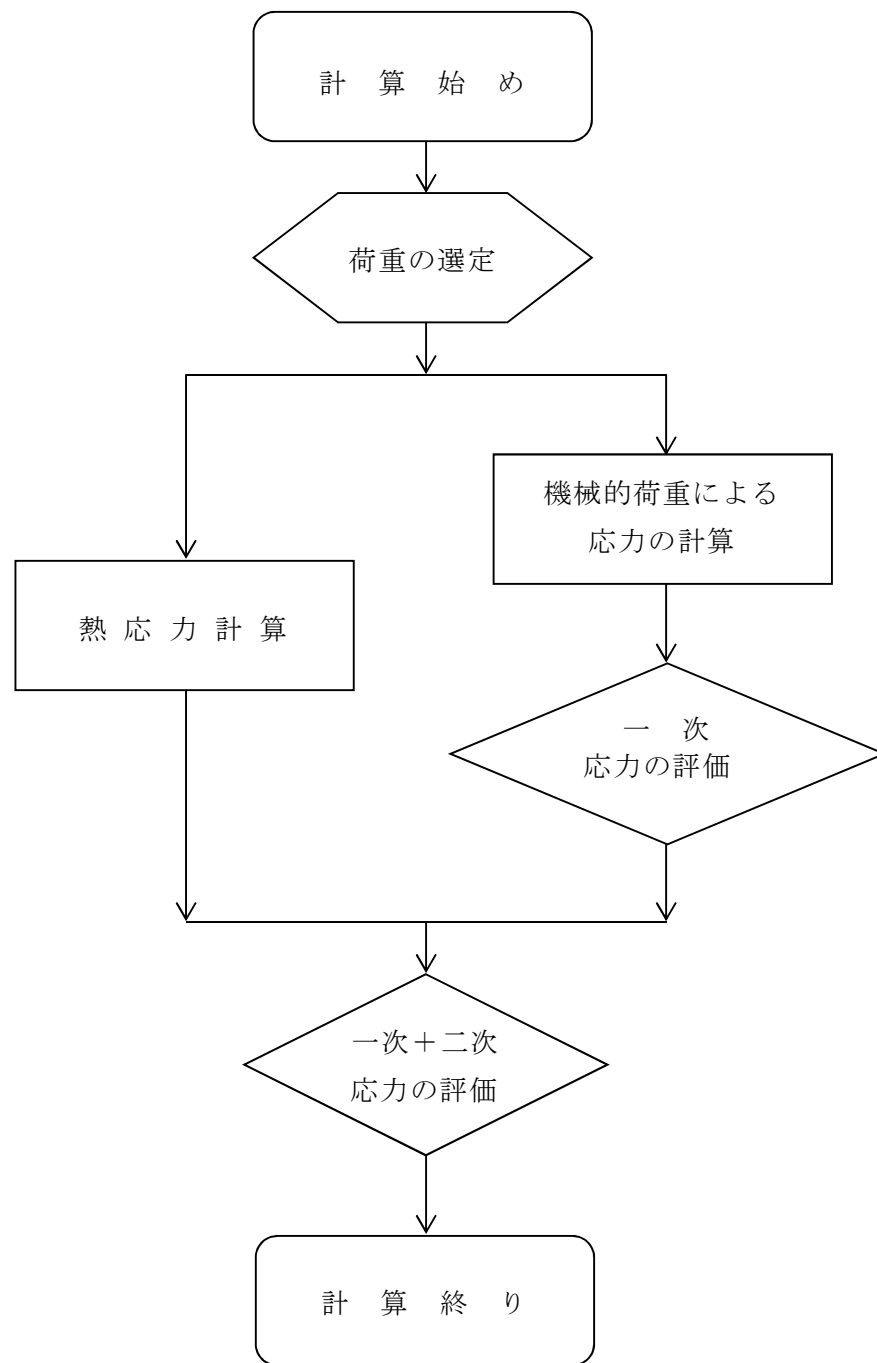 計 算 始 め
荷重の選定
機械的荷重による
応力の計算
熱 応 力 計 算
一 次
応力の評価
一次＋二次
応力の評価
計 算 終 り